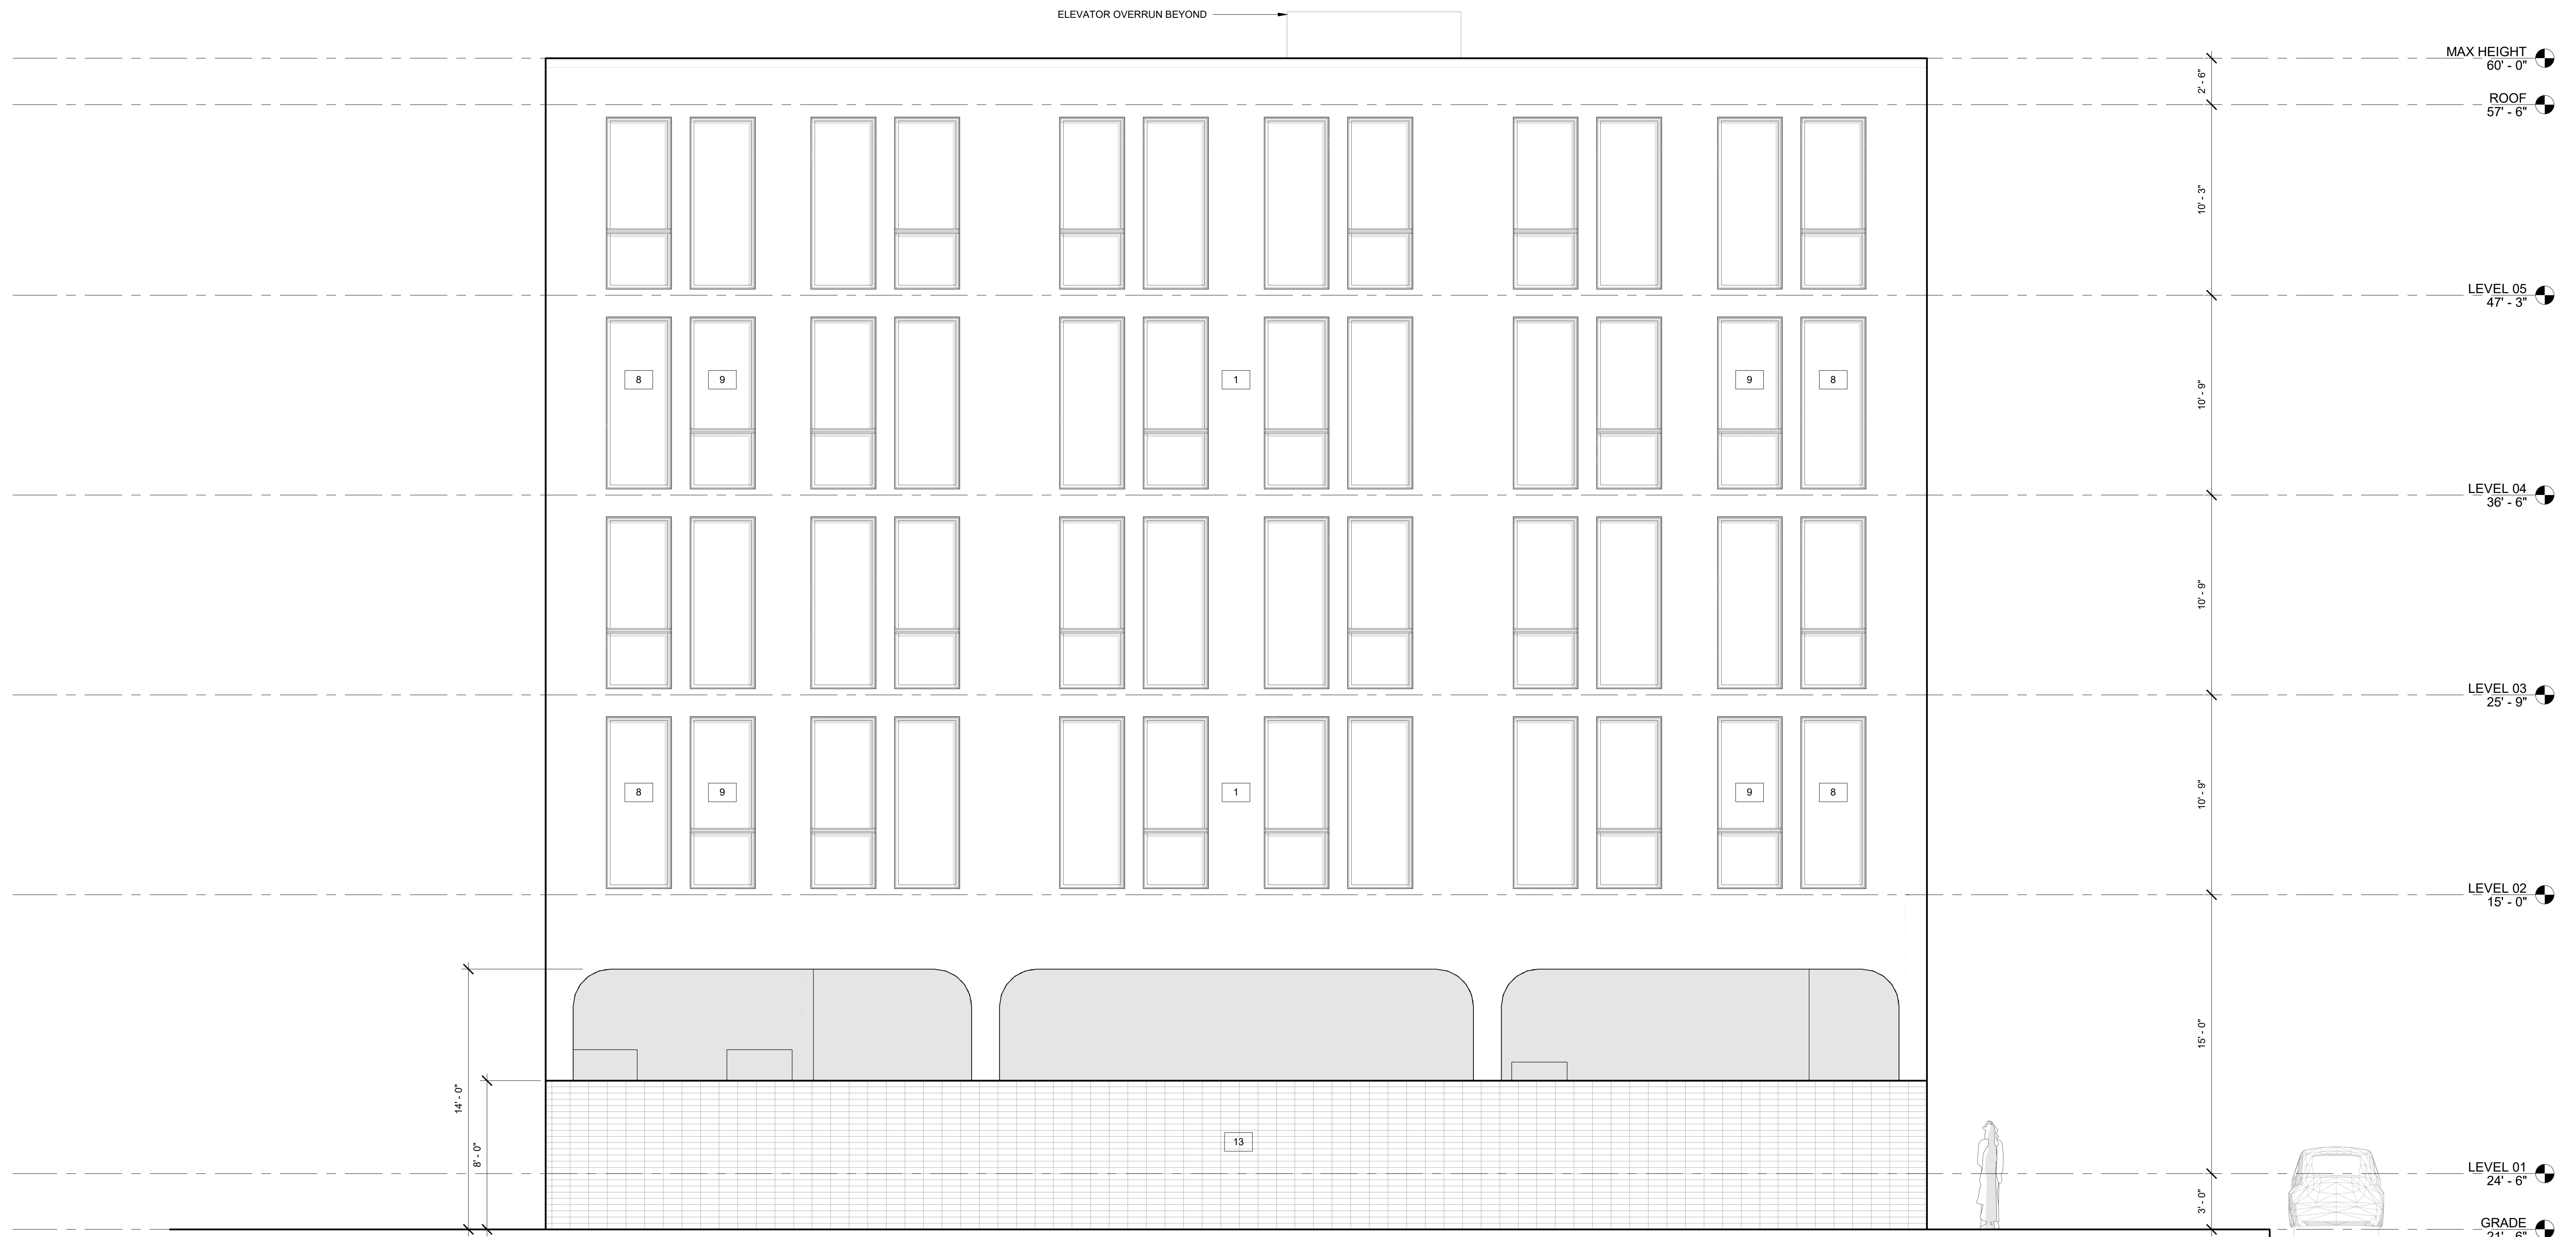 ELEVATOR OVERRUN BEYOND
MAX HEIGHT
60' - 0"
2' - 6"
ROOF
57' - 6"
10' - 3"
LEVEL 05
47' - 3"
8
9
1
9
8
10' - 9"
LEVEL 04
36' - 6"
10' - 9"
LEVEL 03
25' - 9"
8
9
1
9
8
10' - 9"
LEVEL 02
15' - 0"
15' - 0"
14' - 0"
8' - 0"
13
LEVEL 01
24' - 6"
3' - 0"
GRADE
21' - 6"